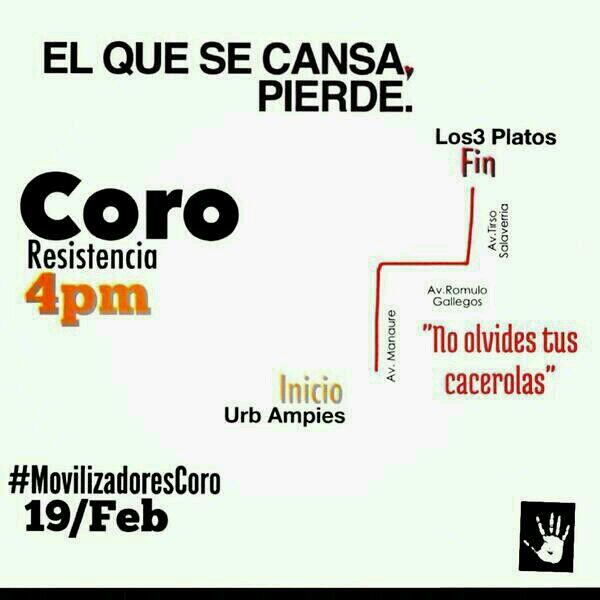 EL QUE SE CANSA,
PIERDE.
Los3 Platos
Fin
Coro
Resistencia
4pm
Av.Tirso
Salaverria
Av.Romulo
Gallegos
Av. Manaure
"No olvides tus
cacerolas"
Inicio
Urb Ampies
#MovilizadoresCoro
19/Feb